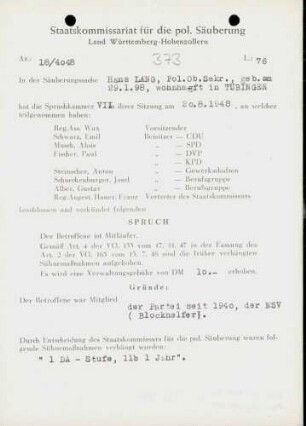 Staatskommissariat für die pol. Säuberung
Land Württemberg-Hohenzollern
Az: 18/4048 373 L: 76
In der Säuberungssache Hans LANG, Pol.Ob.Sekr., geb.am
29.1.98, wohnhagft in TÜBINGEN
hat die Spruchkammer VII in ihrer Sitzung am 20.8.1948, an welcher
teilgenommen haben:
Reg.Ass. Wax Vorsitzender
Schwarz, Emil Beisitzer — CDU
Musch, Alois „ — SPD
Funker, Paul „ — DVP
„ — KPD
Steinacher, Anton „ — Gewerkschaften
Schneckenburger, Josef „ — Berufsgruppe
Alber, Gustav „ — Berufsgruppe
Reg.Angest. Hauer, Franz Vertreter des Staatskommissars
beschlossen und verkündet folgenden
SPRUCH
Der Betroffene ist Mitläufer.
Gemäß Art. 4 der VO. 133 vom 47. 11. 47 in der Fassung des
Art. 2 der VO. 165 vom 15. 7. 48 sind die früher verhängten
Sühnemaßnahmen aufgehoben.
Es wird eine Verwaltungsgebühr von DM 10.— erhoben.
Gründe:
Der Betroffene war Mitglied
der Partei seit 1940, der NSV
( Blockhelfer).
Durch Entscheidung des Staatskommissars für die pol. Säuberung waren fol-
gende Sühnemaßnahmen verhängt worden:
" 1 DA - Stufe, 11b 1 Jahr".